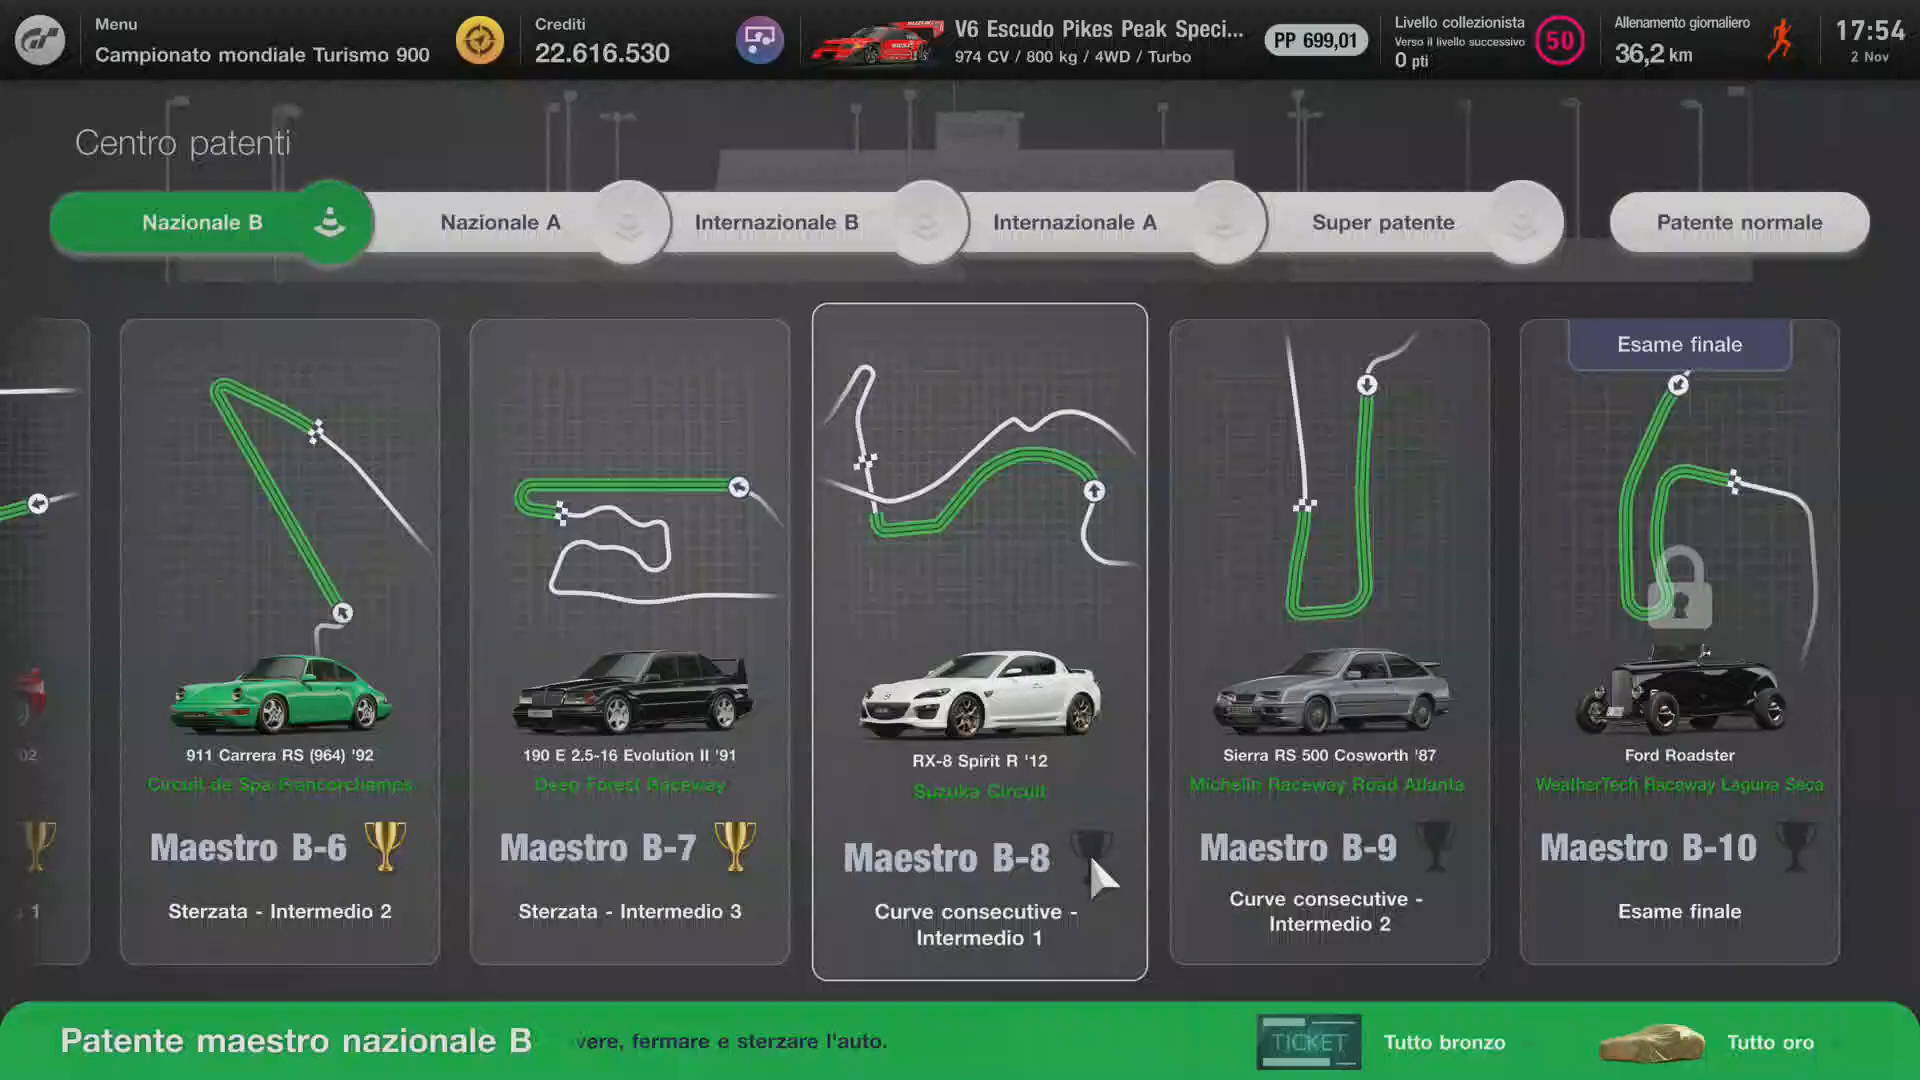 Menu
Campionato mondiale Turismo 900
Crediti
22.616.530
V6 Escudo Pikes Peak Speci...
974 CV / 800 kg / 4WD / Turbo
PP 699,01
Livello collezionista
Verso il livello successivo
0 pti
50
Allenamento giornaliero
36,2 km
17:54
2 Nov
Centro patenti
Nazionale B
Nazionale A
Internazionale B
Internazionale A
Super patente
Patente normale
Esame finale
02
1
911 Carrera RS (964) '92
Circuit de Spa-Francorchamps
Maestro B-6
Sterzata - Intermedio 2
190 E 2.5-16 Evolution II '91
Deep Forest Raceway
Maestro B-7
Sterzata - Intermedio 3
RX-8 Spirit R '12
Suzuka Circuit
Maestro B-8
Curve consecutive -
Intermedio 1
Sierra RS 500 Cosworth '87
Michelin Raceway Road Atlanta
Maestro B-9
Curve consecutive -
Intermedio 2
Ford Roadster
WeatherTech Raceway Laguna Seca
Maestro B-10
Esame finale
Patente maestro nazionale B
vere, fermare e sterzare l'auto.
TICKET
Tutto bronzo
Tutto oro